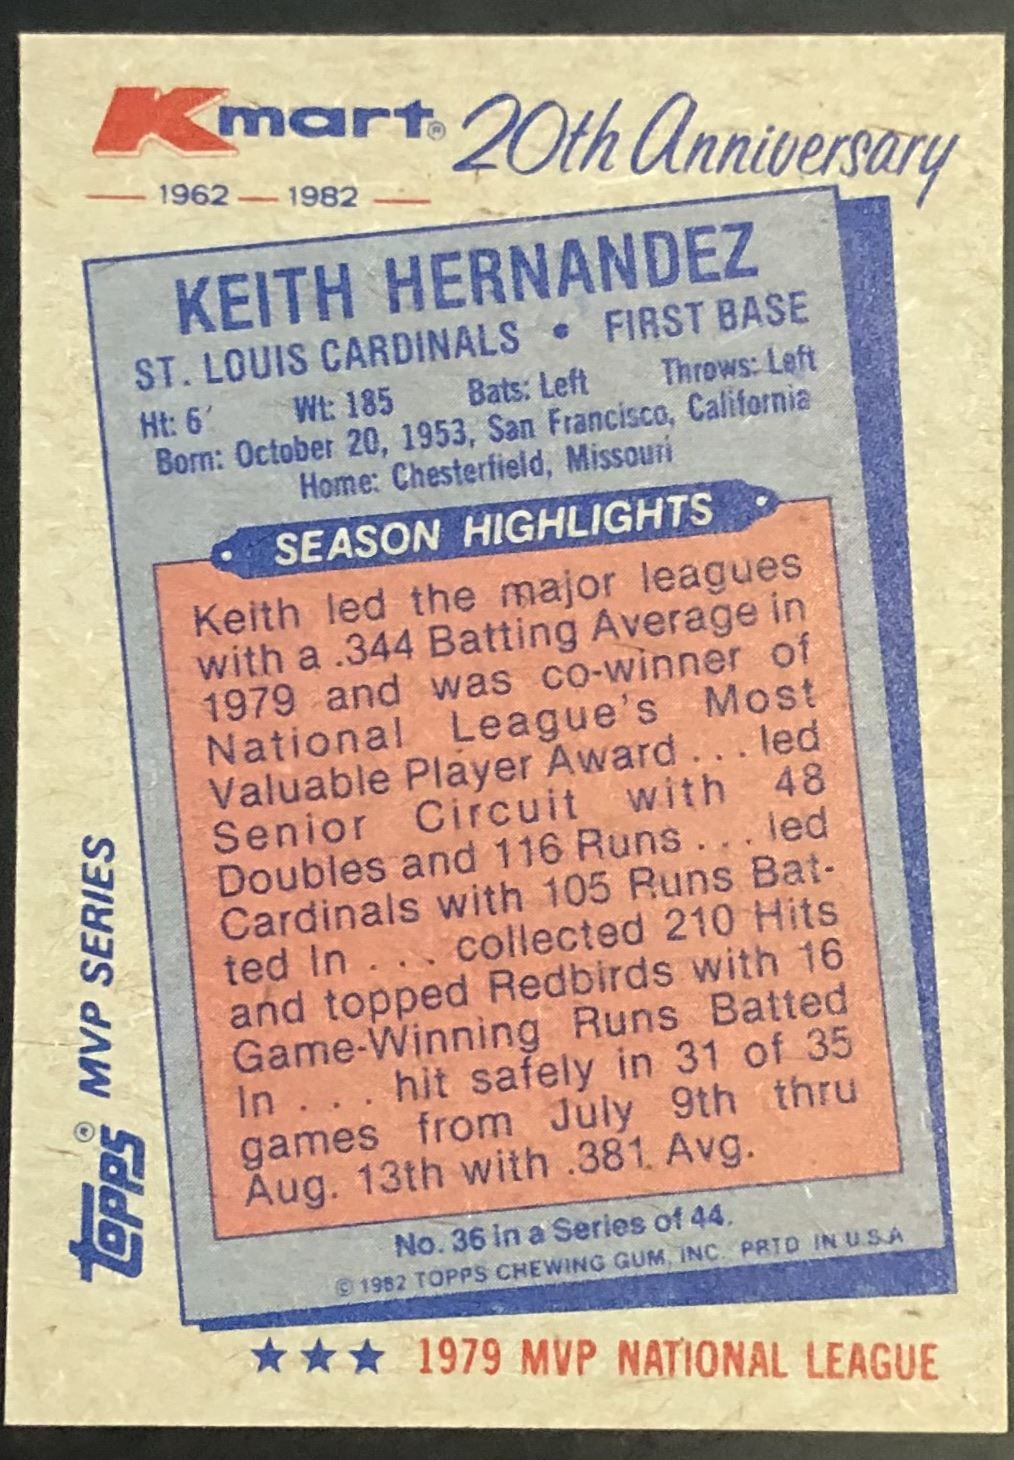 Kmart® 20th Anniversary
1962 — 1982
KEITH HERNANDEZ
ST. LOUIS CARDINALS • FIRST BASE
Ht: 6' Wt: 185 Bats: Left Throws: Left
Born: October 20, 1953, San Francisco, California
Home: Chesterfield, Missouri
SEASON HIGHLIGHTS
Keith led the major leagues
with a .344 Batting Average in
1979 and was co-winner of
National League's Most
Valuable Player Award . . . led
Senior Circuit with 48
Doubles and 116 Runs . . . led
Cardinals with 105 Runs Bat-
ted In . . . collected 210 Hits
and topped Redbirds with 16
Game-Winning Runs Batted
In . . . hit safely in 31 of 35
games from July 9th thru
Aug. 13th with .381 Avg.
No. 36 in a Series of 44.
© 1982 TOPPS CHEWING GUM, INC. PRTD IN U.S.A
TOPPS® MVP SERIES
★★★ 1979 MVP NATIONAL LEAGUE